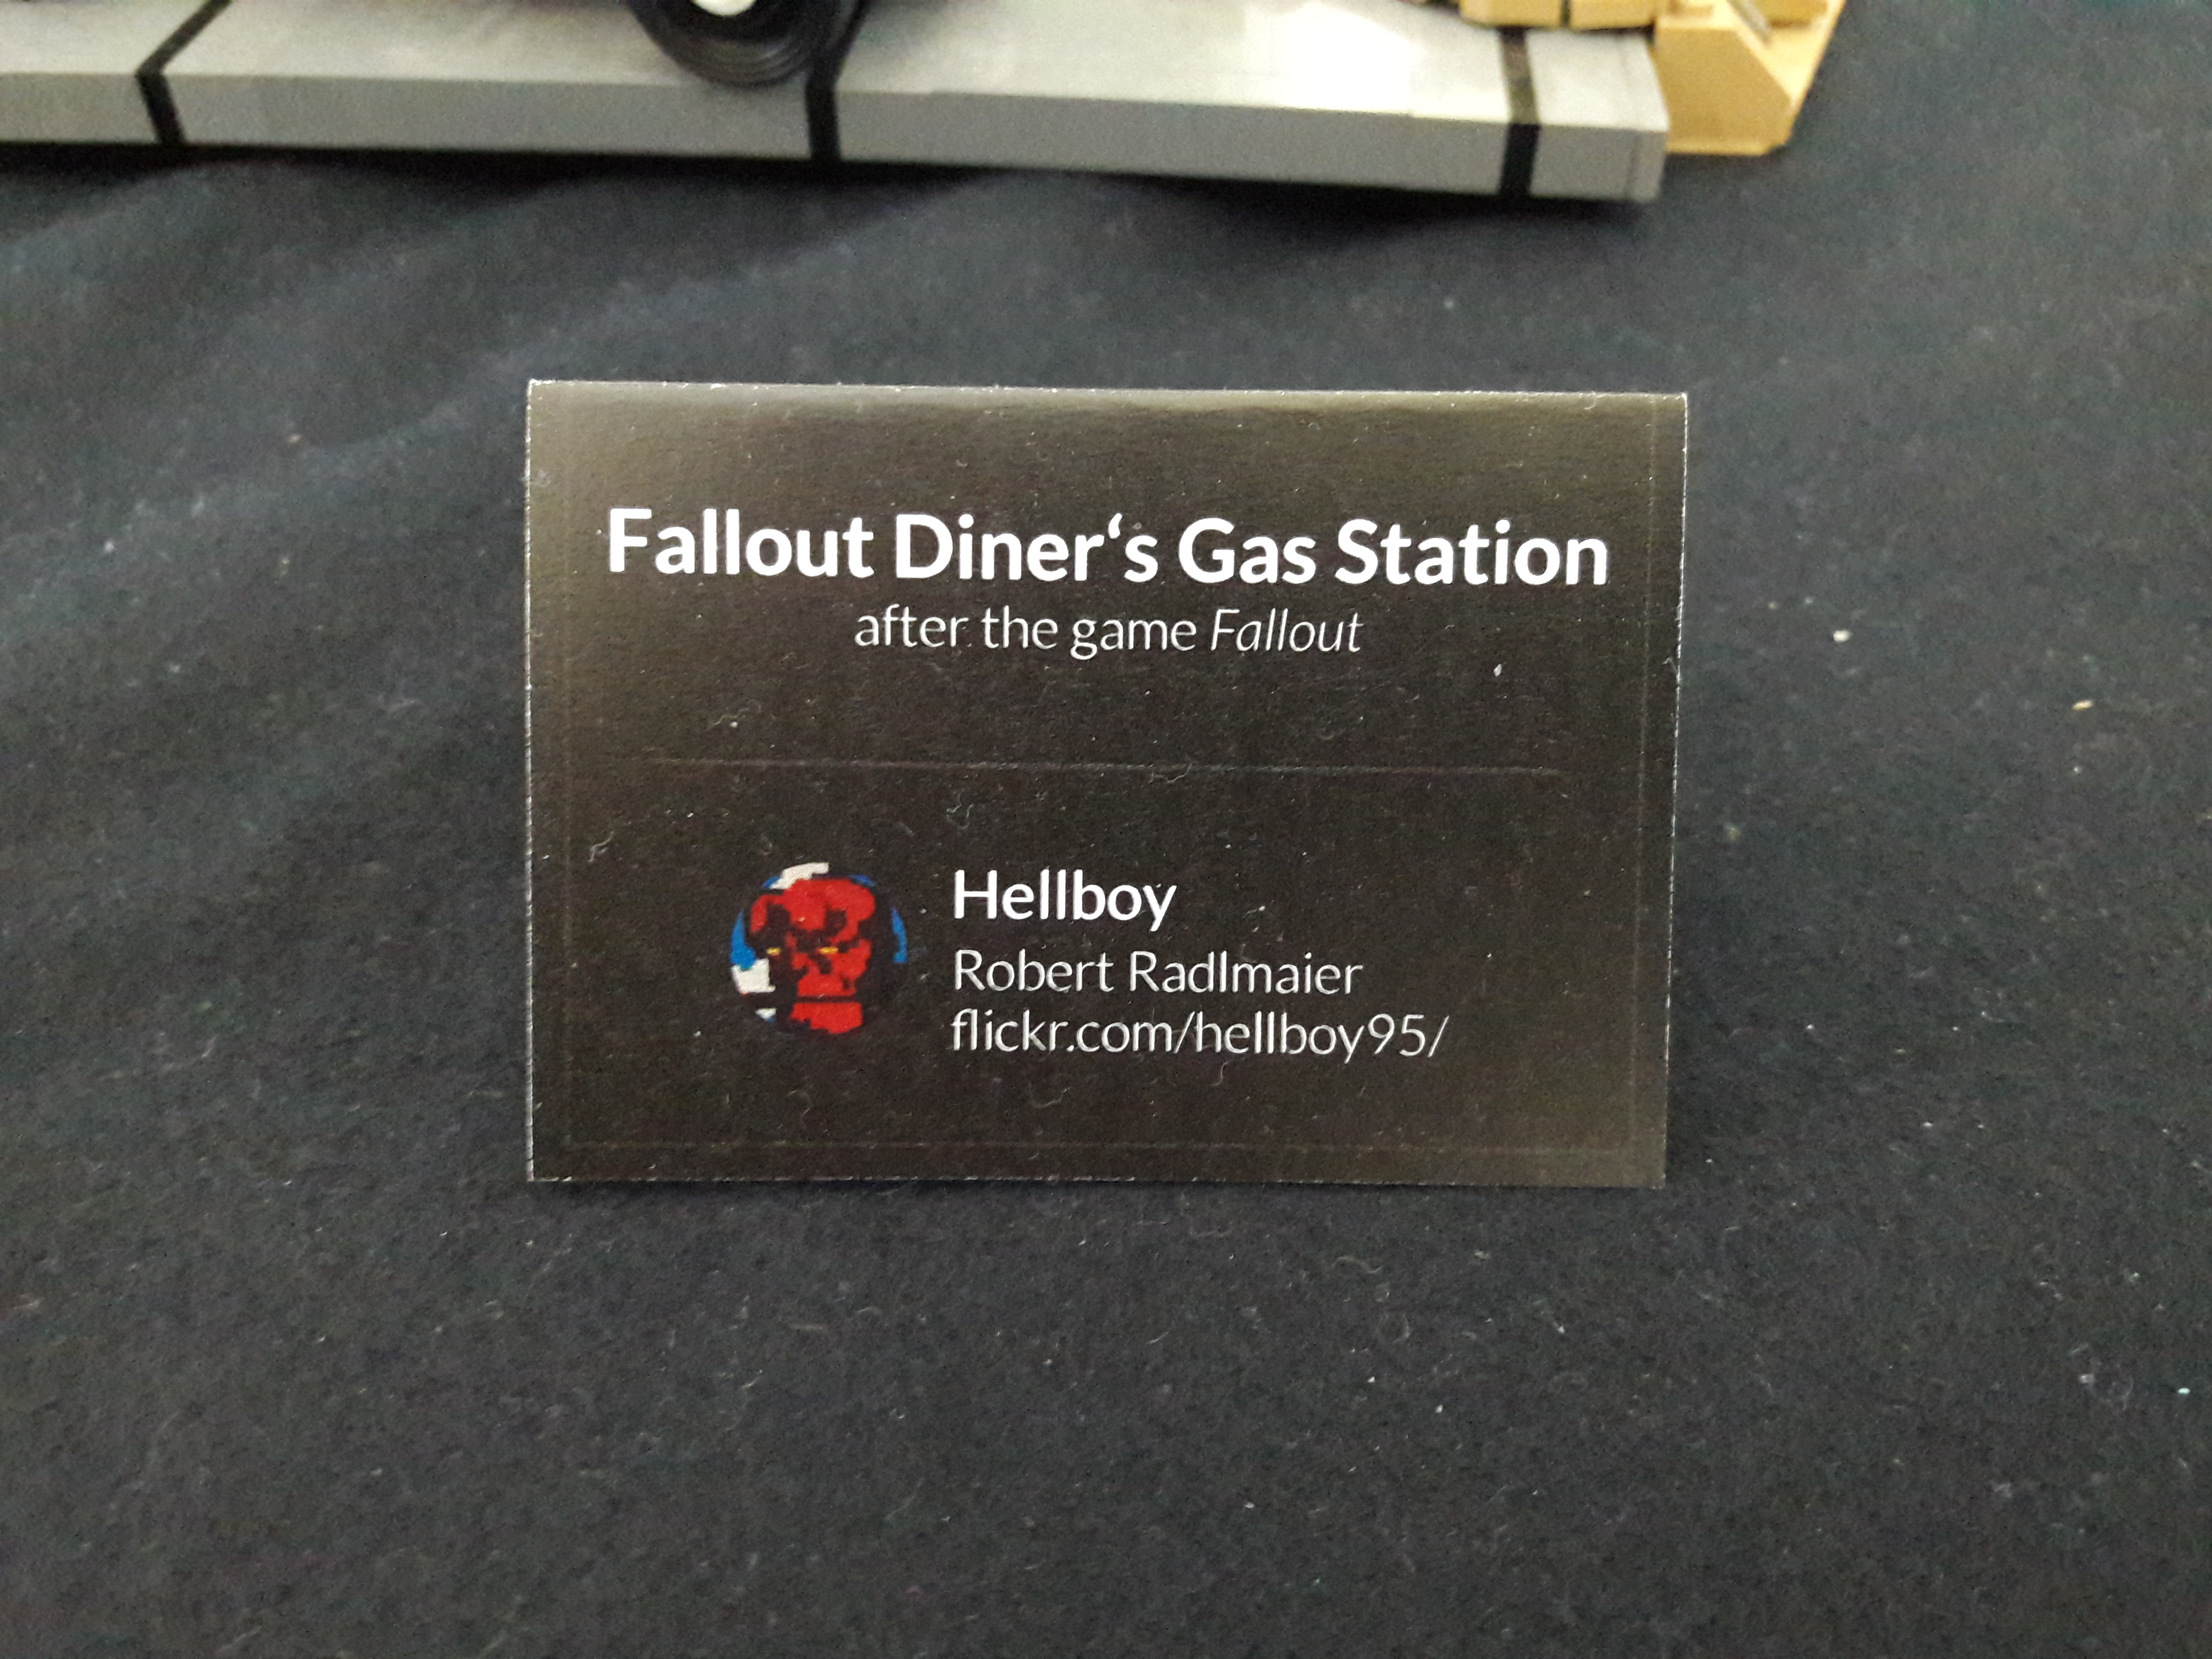 Fallout Diner‘s Gas Station
after the game Fallout
Hellboy
Robert Radlmaier
flickr.com/hellboy95/